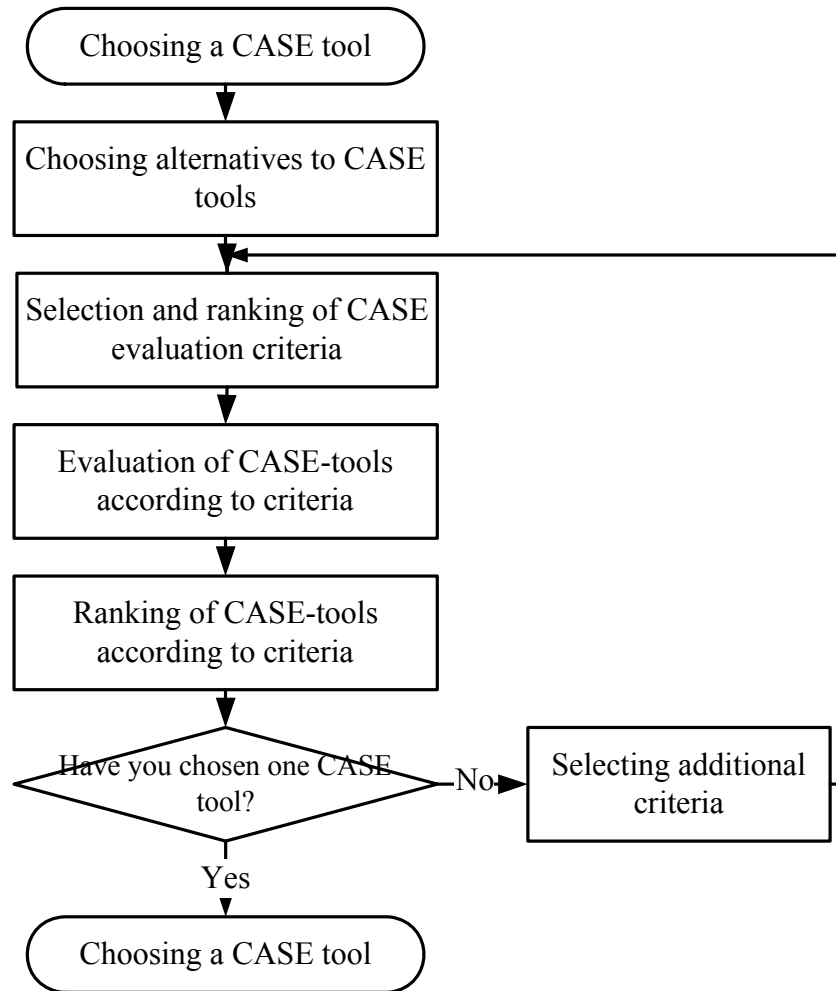 Choosing a CASE tool
Choosing alternatives to CASE
tools
Selection and ranking of CASE
evaluation criteria
Evaluation of CASE-tools
according to criteria
Ranking of CASE-tools
according to criteria
Have you chosen one CASE
tool?
No
Selecting additional
criteria
Yes
Choosing a CASE tool